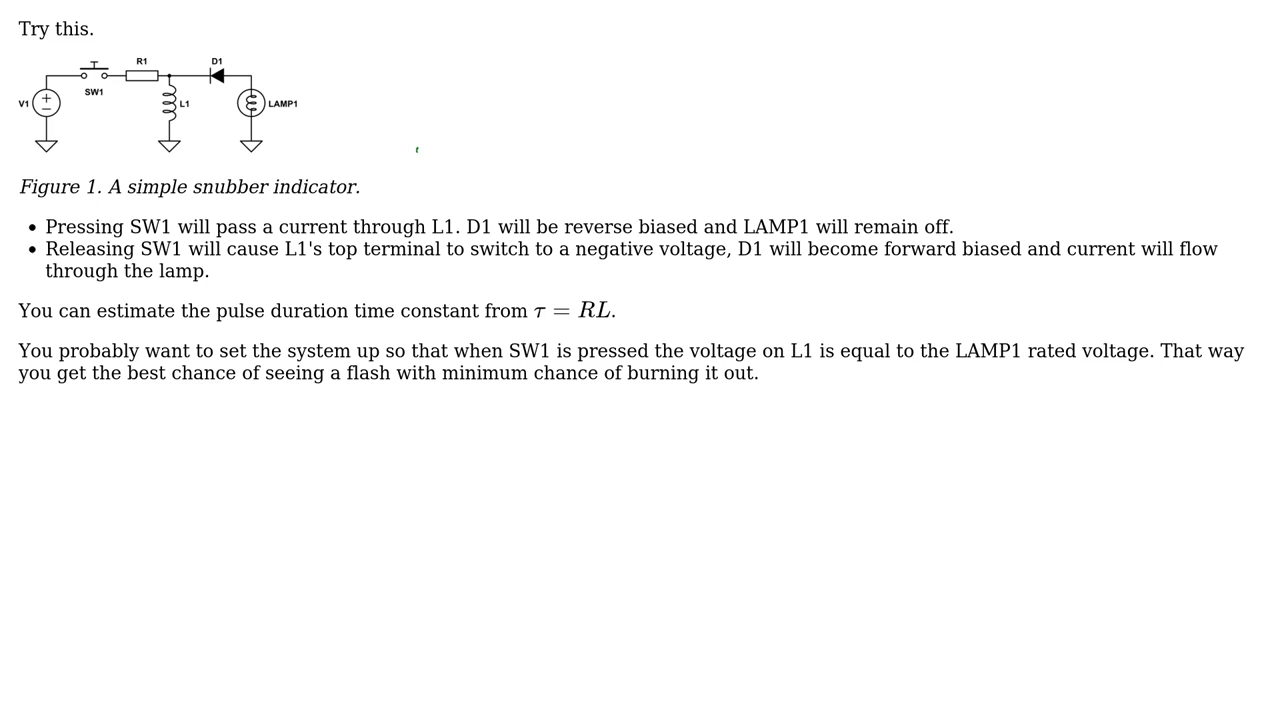 Try this.
R1
D1
SW1
V1
L1
LAMP1
t
Figure 1. A simple snubber indicator.
• Pressing SW1 will pass a current through L1. D1 will be reverse biased and LAMP1 will remain off.
• Releasing SW1 will cause L1's top terminal to switch to a negative voltage, D1 will become forward biased and current will flow
through the lamp.
You can estimate the pulse duration time constant from τ = RL.
You probably want to set the system up so that when SW1 is pressed the voltage on L1 is equal to the LAMP1 rated voltage. That way
you get the best chance of seeing a flash with minimum chance of burning it out.